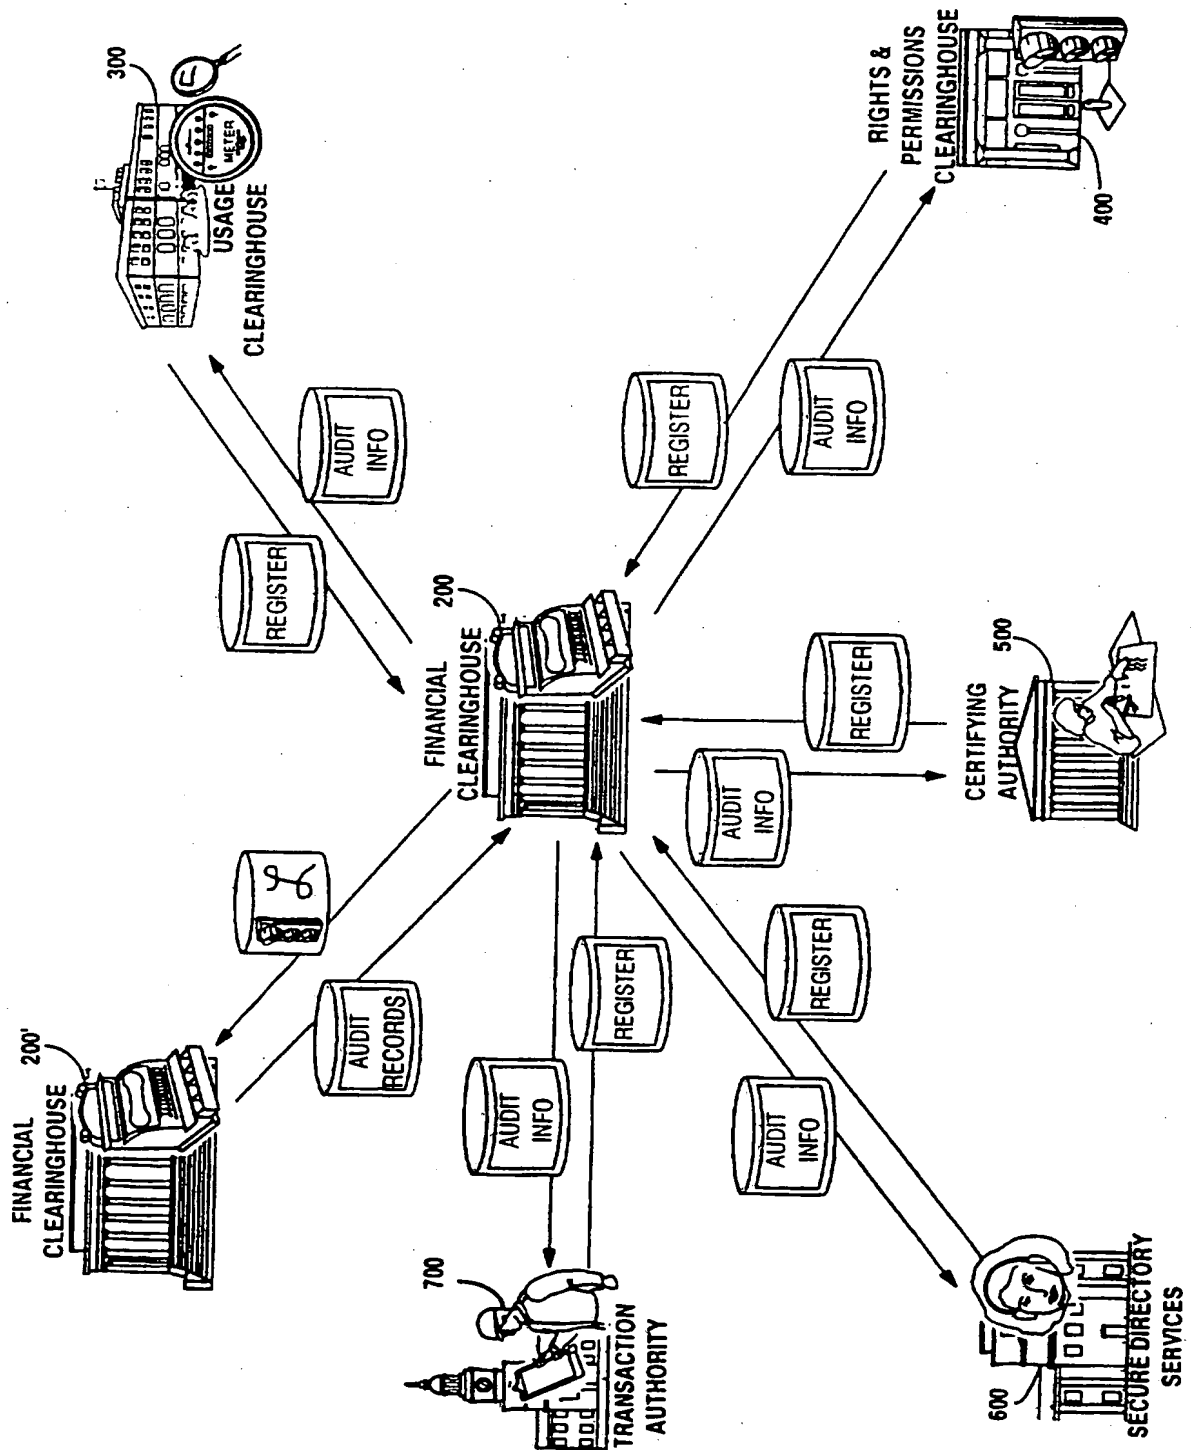 FINANCIAL
CLEARINGHOUSE
200'
300
METER
USAGE
CLEARINGHOUSE
REGISTER
AUDIT
INFO
AUDIT
RECORDS
FINANCIAL
CLEARINGHOUSE
200
700
TRANSACTION
AUTHORITY
AUDIT
INFO
REGISTER
REGISTER
AUDIT
INFO
RIGHTS &
PERMISSIONS
CLEARINGHOUSE
400
AUDIT
INFO
REGISTER
AUDIT
INFO
REGISTER
600
SECURE DIRECTORY
SERVICES
CERTIFYING
AUTHORITY
500